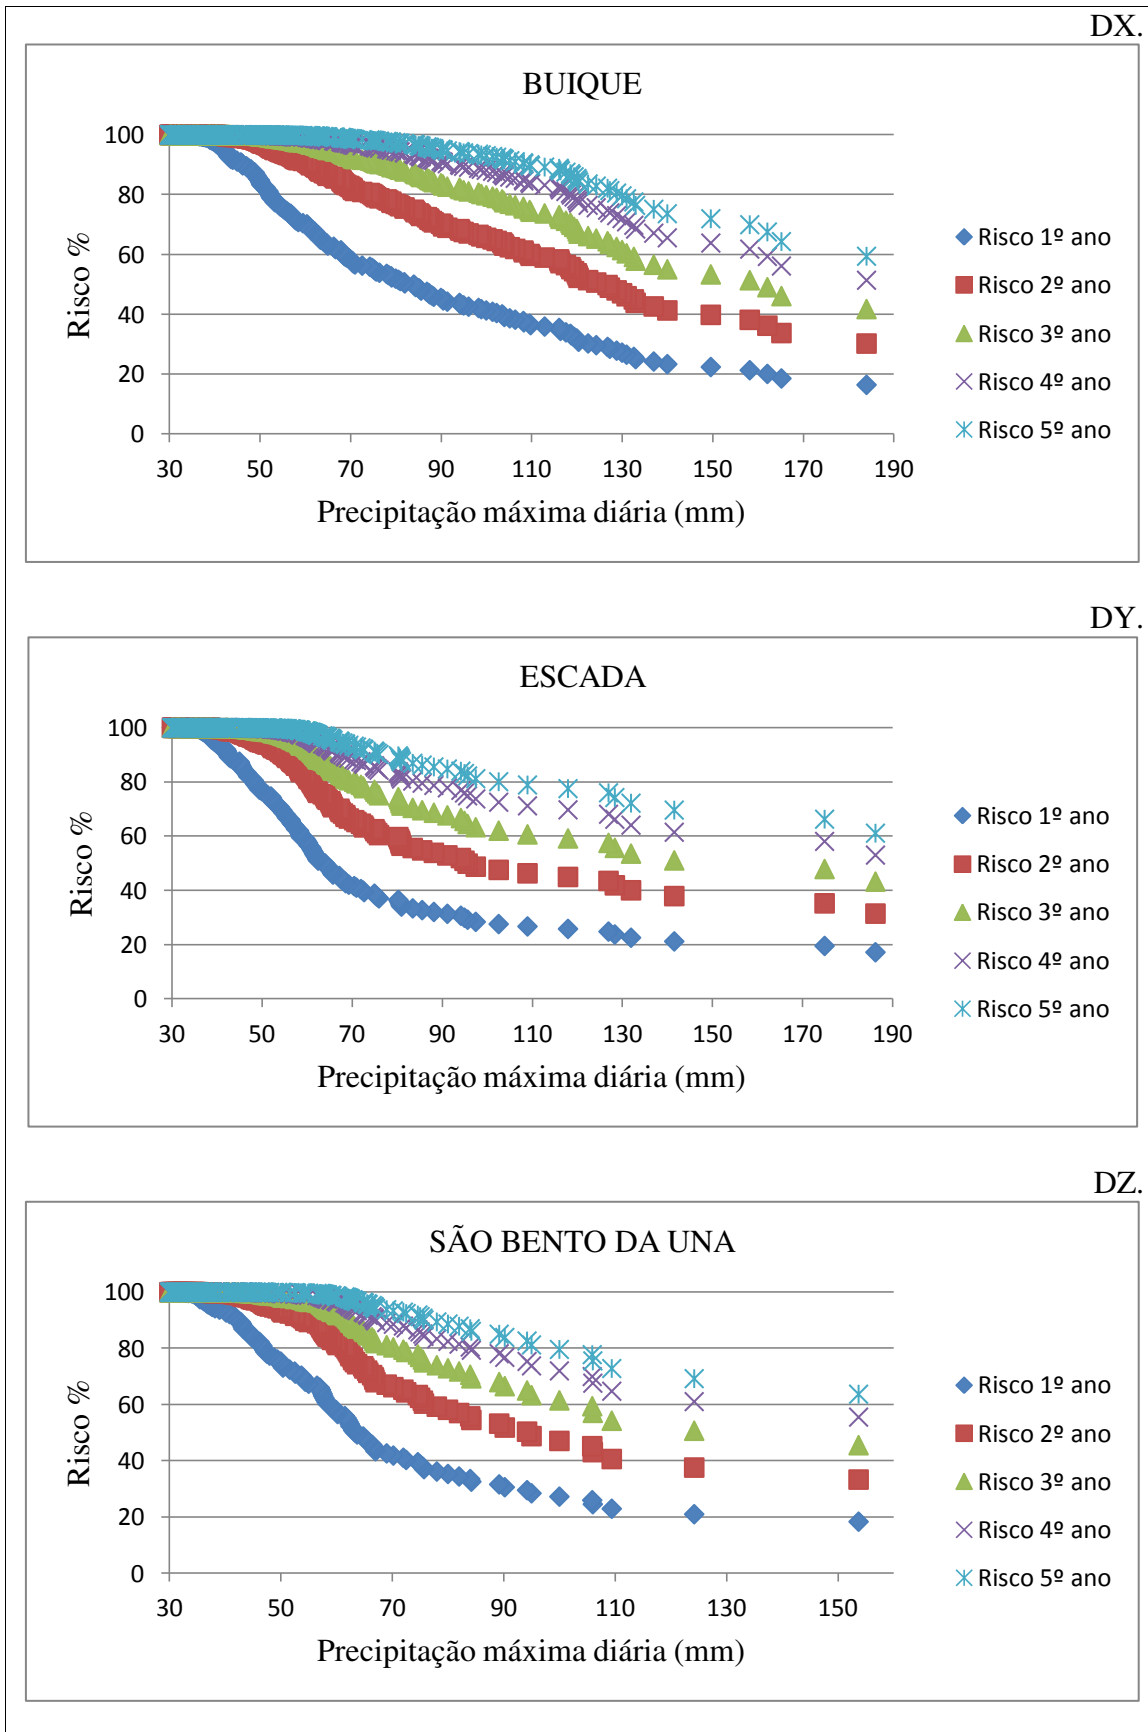 DX.
BUIQUE
100
80
60
40
20
0
Risco %
30 50 70 90 110 130 150 170 190
Precipitação máxima diária (mm)
Risco 1º ano
Risco 2º ano
Risco 3º ano
Risco 4º ano
Risco 5º ano
DY.
ESCADA
100
80
60
40
20
0
Risco %
30 50 70 90 110 130 150 170 190
Precipitação máxima diária (mm)
Risco 1º ano
Risco 2º ano
Risco 3º ano
Risco 4º ano
Risco 5º ano
DZ.
SÃO BENTO DA UNA
100
80
60
40
20
0
Risco %
30 50 70 90 110 130 150
Precipitação máxima diária (mm)
Risco 1º ano
Risco 2º ano
Risco 3º ano
Risco 4º ano
Risco 5º ano